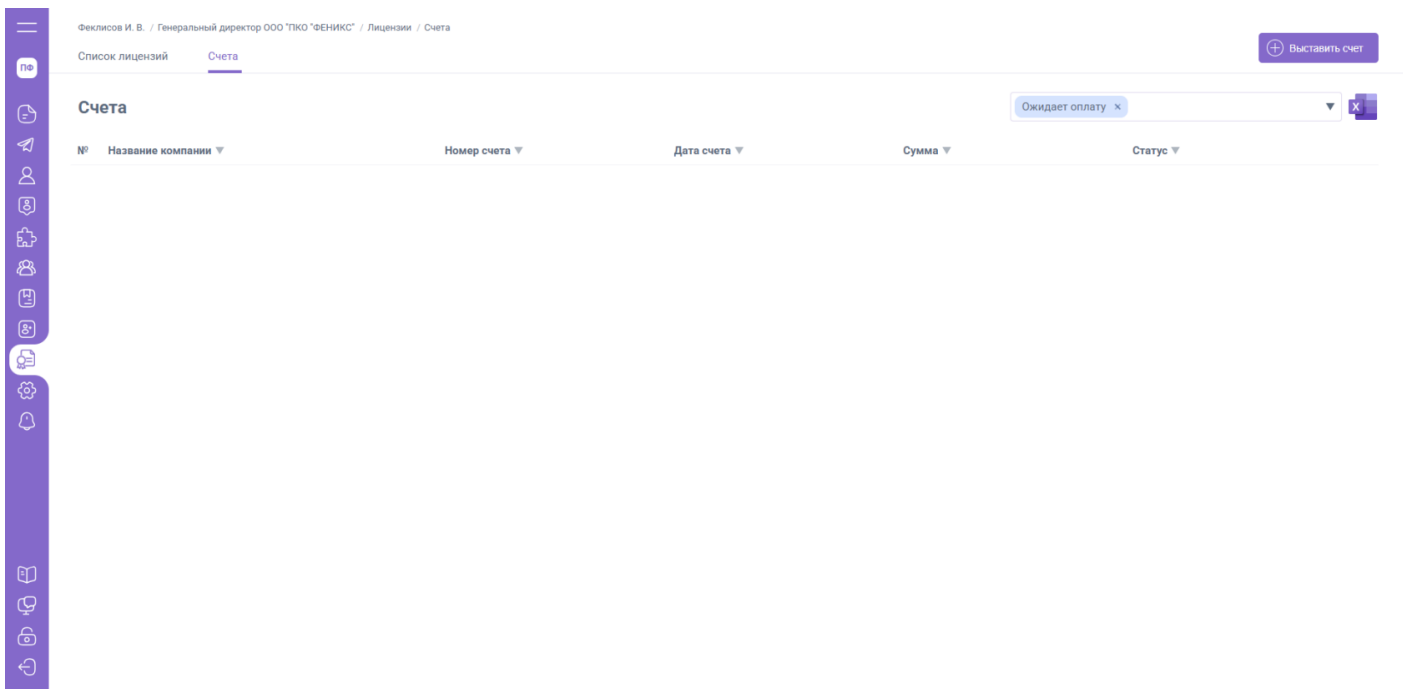 Феклисов И. В. / Генеральный директор ООО "ПКО "ФЕНИКС" / Лицензии / Счета
Список лицензий Счета
Выставить счет
ПФ
Счета
Ожидает оплату ×
№ Название компании Номер счета Дата счета Сумма Статус